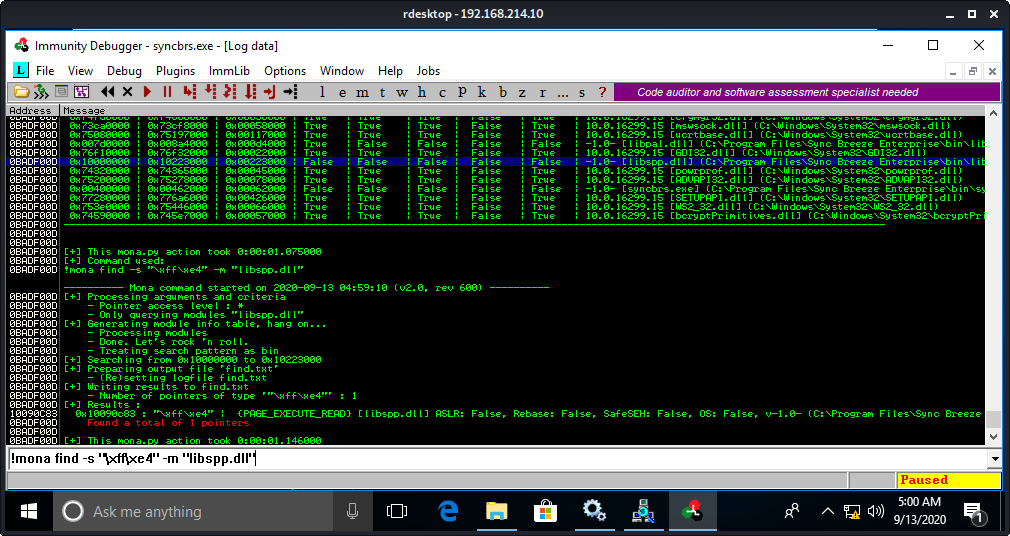 rdesktop - 192.168.214.10
Immunity Debugger - syncbrs.exe - [Log data]
L File View Debug Plugins ImmLib Options Window Help Jobs
l e m t w h c p k b z r ... s ? Code auditor and software assessment specialist needed
Address Message
0BADF00D 0x73ca0000 | 0x73cf8000 | 0x00058000 | True | True | True | False | True | 10.0.16299.15 [mswsock.dll] (C:\Windows\System32\mswsock.dll)
0BADF00D 0x75080000 | 0x75197000 | 0x00117000 | True | True | True | False | True | 10.0.16299.15 [ucrtbase.dll] (C:\Windows\System32\ucrtbase.dll)
0BADF00D 0x007d0000 | 0x008a4000 | 0x000d4000 | True | False | False | False | False | -1.0- [libpal.dll] (C:\Program Files\Sync Breeze Enterprise\bin\lib
0BADF00D 0x76f10000 | 0x76f32000 | 0x00022000 | True | True | True | False | True | 10.0.16299.15 [GDI32.dll] (C:\Windows\System32\GDI32.dll)
0BADF00D 0x10000000 | 0x10223000 | 0x00223000 | False | False | False | False | False | -1.0- [libspp.dll] (C:\Program Files\Sync Breeze Enterprise\bin\lib
0BADF00D 0x74320000 | 0x74365000 | 0x00045000 | True | True | True | False | True | 10.0.16299.15 [powrprof.dll] (C:\Windows\System32\powrprof.dll)
0BADF00D 0x75200000 | 0x75278000 | 0x00078000 | True | True | True | False | True | 10.0.16299.15 [ADVAPI32.dll] (C:\Windows\System32\ADVAPI32.dll)
0BADF00D 0x00400000 | 0x00462000 | 0x00062000 | False | False | False | False | False | -1.0- [syncbrs.exe] (C:\Program Files\Sync Breeze Enterprise\bin\sy
0BADF00D 0x77200000 | 0x776a6000 | 0x00426000 | True | True | True | False | True | 10.0.16299.15 [SETUPAPI.dll] (C:\Windows\System32\SETUPAPI.dll)
0BADF00D 0x753e0000 | 0x75446000 | 0x00066000 | True | True | True | False | True | 10.0.16299.15 [WS2_32.dll] (C:\Windows\System32\WS2_32.dll)
0BADF00D 0x74590000 | 0x745e7000 | 0x00057000 | True | True | True | False | True | 10.0.16299.15 [bcryptPrimitives.dll] (C:\Windows\System32\bcryptPri
0BADF00D
0BADF00D
0BADF00D
0BADF00D [+] This mona.py action took 0:00:01.075000
0BADF00D [+] Command used:
0BADF00D !mona find -s "\xff\xe4" -m "libspp.dll"
---------- Mona command started on 2020-09-13 04:59:10 (v2.0, rev 600) ----------
0BADF00D [+] Processing arguments and criteria
0BADF00D - Pointer access level : *
0BADF00D - Only querying modules "libspp.dll"
0BADF00D [+] Generating module info table, hang on...
0BADF00D - Processing modules
0BADF00D - Done. Let's rock 'n roll.
0BADF00D - Treating search pattern as bin
0BADF00D [+] Searching from 0x10000000 to 0x10223000
0BADF00D [+] Preparing output file 'find.txt'
0BADF00D - (Re)setting logfile find.txt
0BADF00D [+] Writing results to find.txt
0BADF00D - Number of pointers of type '"\xff\xe4"' : 1
0BADF00D [+] Results :
10090C83 0x10090c83 : "\xff\xe4" | {PAGE_EXECUTE_READ} [libspp.dll] ASLR: False, Rebase: False, SafeSEH: False, OS: False, v-1.0- (C:\Program Files\Sync Breeze
0BADF00D Found a total of 1 pointers
0BADF00D
0BADF00D [+] This mona.py action took 0:00:01.146000
!mona find -s "\xff\xe4" -m "libspp.dll"
Paused
Ask me anything
5:00 AM
9/13/2020
1